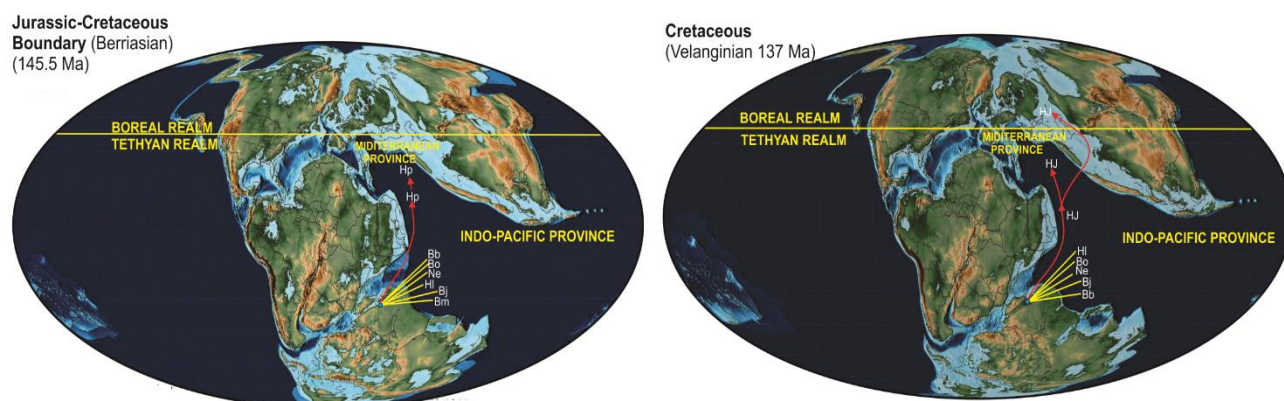 Jurassic-Cretaceous
Boundary (Berriasian)
(145.5 Ma)
BOREAL REALM
TETHYAN REALM
MIDITERRANEAN
PROVINCE
Hp
Hp
INDO-PACIFIC PROVINCE
Bb
Bo
Ne
Hl
Bj
Bm
Cretaceous
(Velanginian 137 Ma)
HJ
BOREAL REALM
TETHYAN REALM
MIDITERRANEAN
PROVINCE
HJ
HJ
INDO-PACIFIC PROVINCE
Hl
Bo
Ne
Bj
Bb